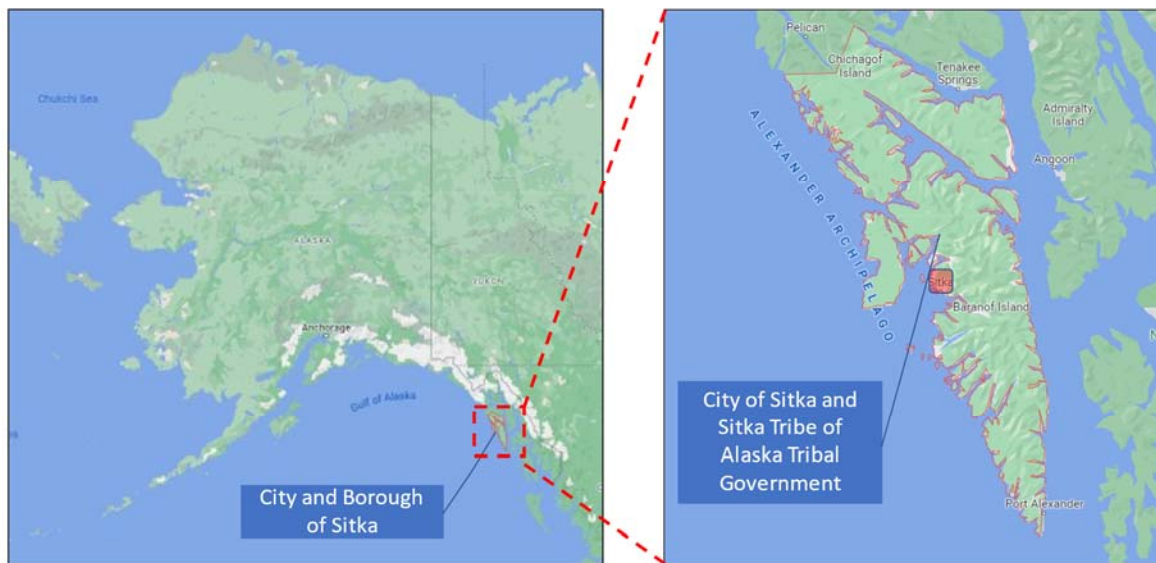 Chukchi Sea
ALASKA
YUKON
Anchorage
Gulf of Alaska
City and Borough
of Sitka
Pelican
Chichagof
Island
Tenakee
Springs
Admiralty
Island
Angoon
ALEXANDER ARCHIPELAGO
Sitka
Baranof Island
City of Sitka and
Sitka Tribe of
Alaska Tribal
Government
Port Alexander